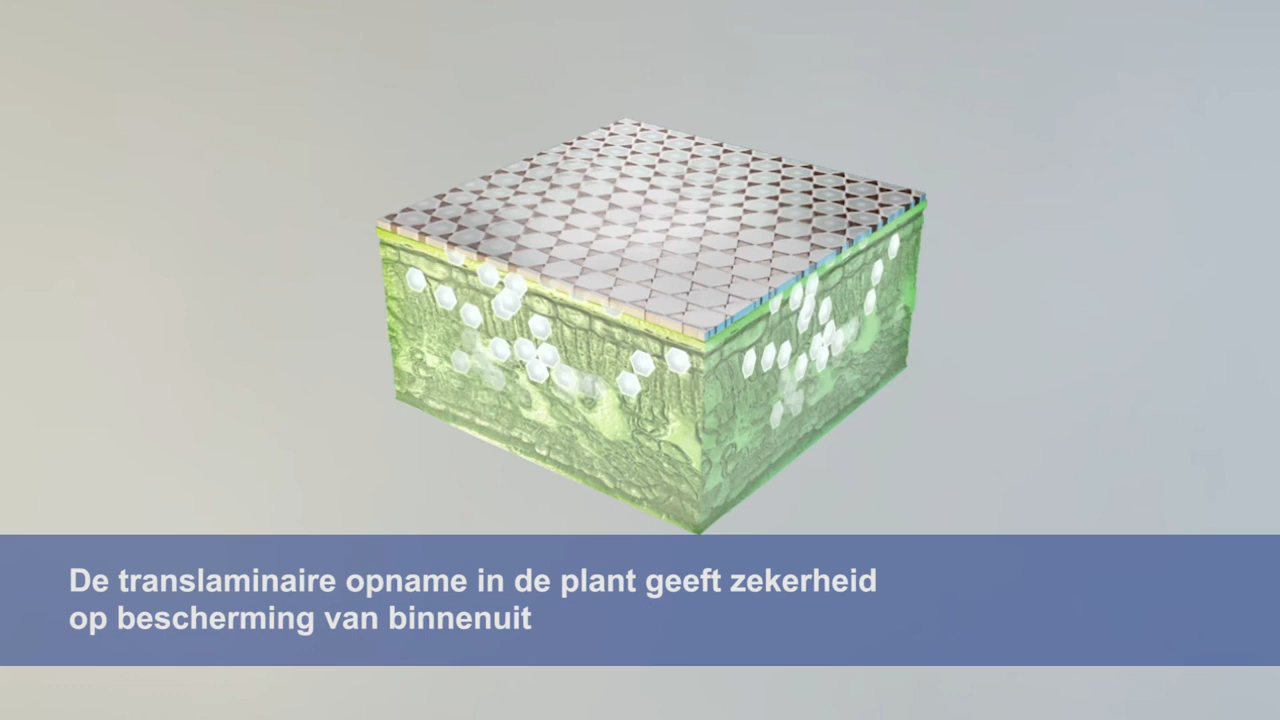 De translaminaire opname in de plant geeft zekerheid
op bescherming van binnenuit